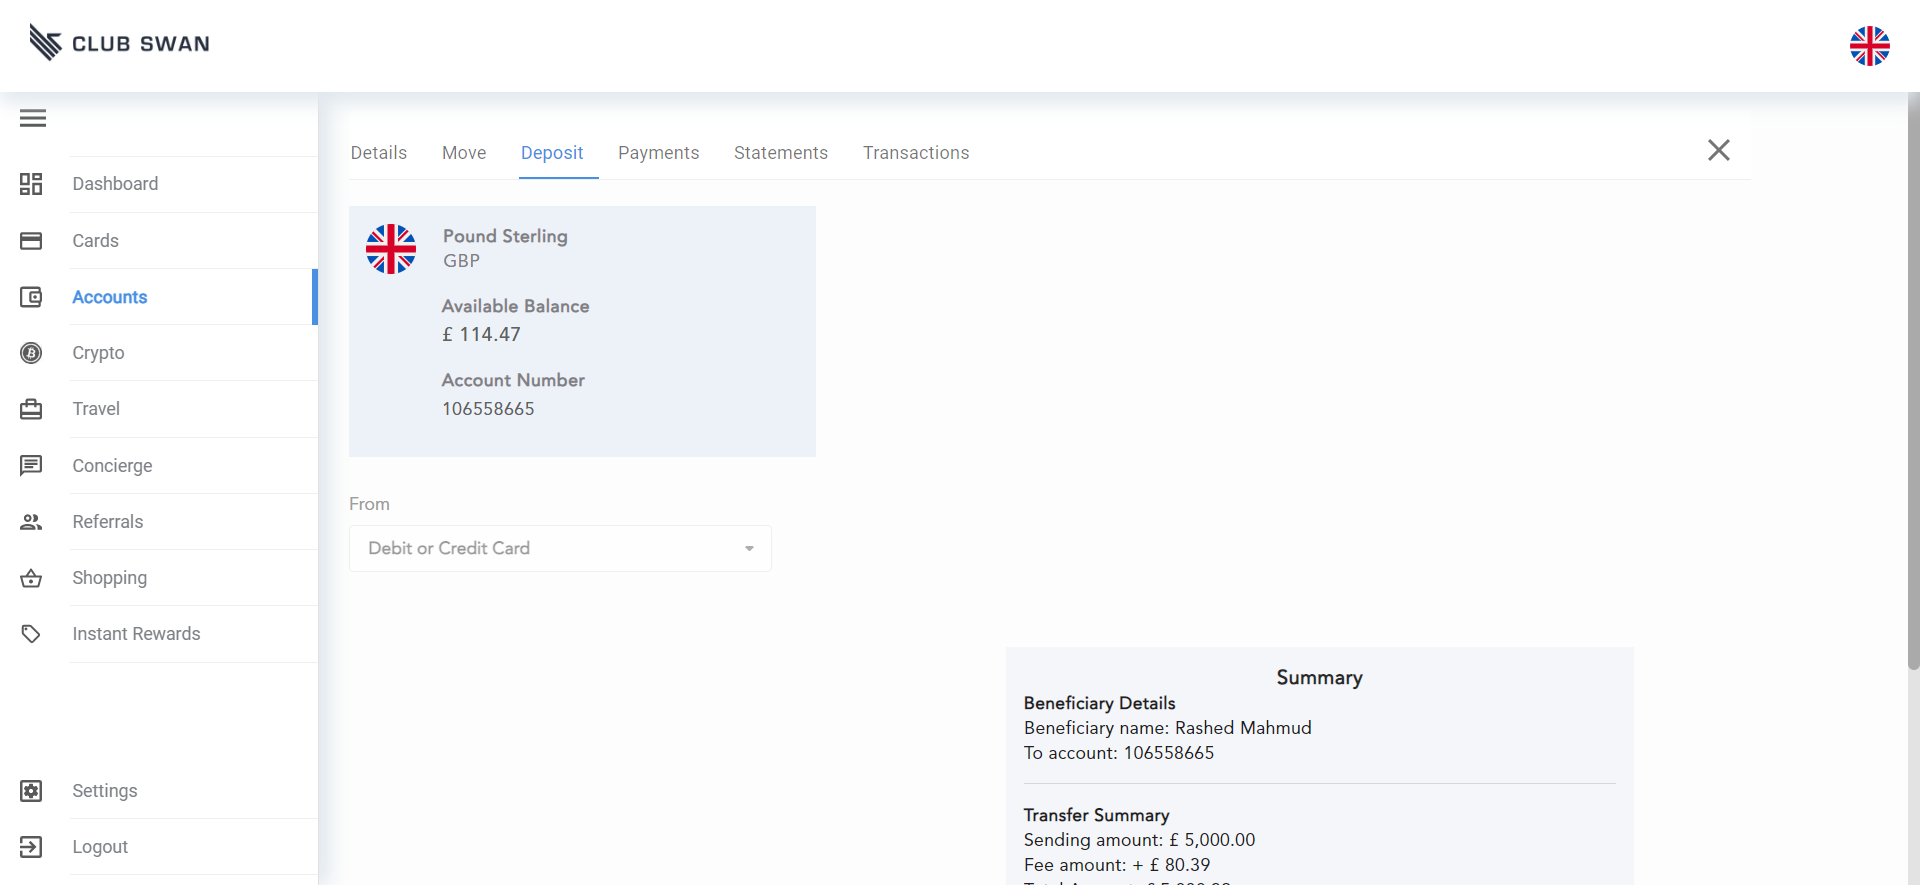 CLUB SWAN
Details Move Deposit Payments Statements Transactions
Dashboard
Cards
Accounts
Crypto
Travel
Concierge
Referrals
Shopping
Instant Rewards
Settings
Logout
Pound Sterling
GBP
Available Balance
£ 114.47
Account Number
106558665
From
Debit or Credit Card
Summary
Beneficiary Details
Beneficiary name: Rashed Mahmud
To account: 106558665
Transfer Summary
Sending amount: £ 5,000.00
Fee amount: + £ 80.39